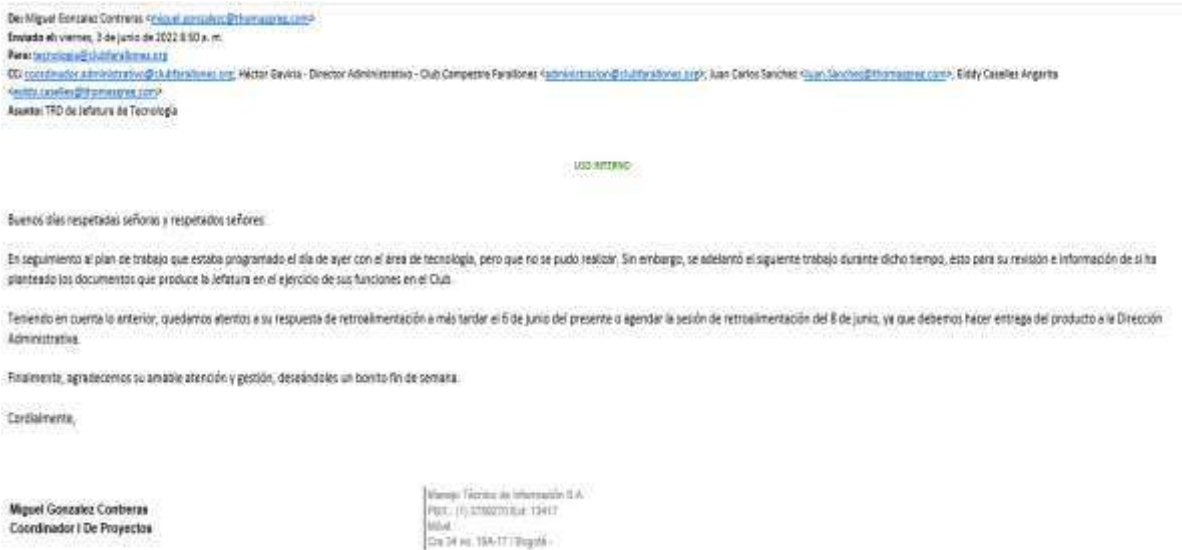 De: Miguel Gonzalez Contreras <miguel.gonzalezc@thomasgreg.com>
Enviado el: viernes, 3 de junio de 2022 8:50 a. m.
Para: tecnologia@clubfarallones.org
CC: coordinador.administrativo@clubfarallones.org; Héctor Gaviria - Director Administrativo - Club Campestre Farallones <administracion@clubfarallones.org>; Juan Carlos Sanchez <Juan.Sanchez@thomasgreg.com>; Eiddy Caselles Angarita
<eiddy.caselles@thomasgreg.com>
Asunto: TRD de Jefatura de Tecnología
USO INTERNO
Buenos días respetadas señoras y respetados señores:
En seguimiento al plan de trabajo que estaba programado el día de ayer con el área de tecnología, pero que no se pudo realizar. Sin embargo, se adelantó el siguiente trabajo durante dicho tiempo, esto para su revisión e información de si ha
planteado los documentos que produce la Jefatura en el ejercicio de sus funciones en el Club.
Teniendo en cuenta lo anterior, quedamos atentos a su respuesta de retroalimentación a más tardar el 6 de junio del presente o agendar la sesión de retroalimentación del 8 de junio, ya que debemos hacer entrega del producto a la Dirección
Administrativa.
Finalmente, agradecemos su amable atención y gestión, deseándoles un bonito fin de semana.
Cordialmente,
Miguel Gonzalez Contreras
Coordinador I De Proyectos
Manejo Técnico de Información S.A
PBX.: (1) 3759270 Ext: 13417
Móvil:
Cra 34 no. 19A-17 / Bogotá -